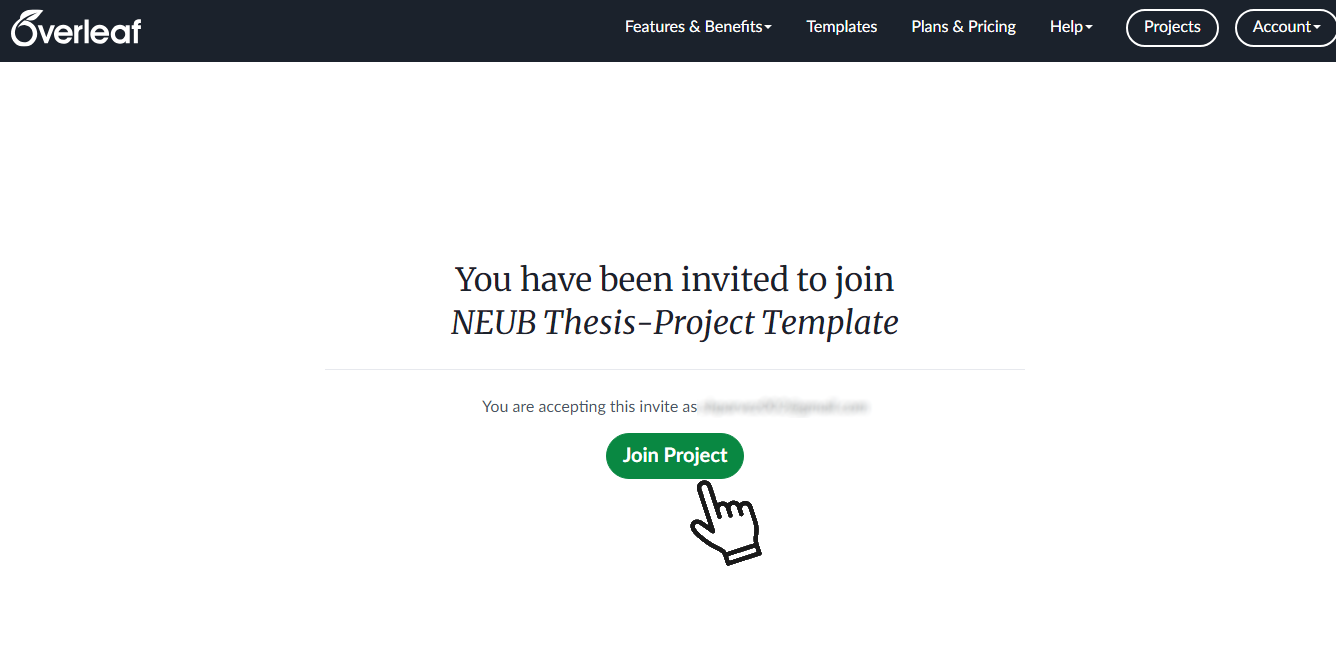 Overleaf
Features & Benefits
Templates
Plans & Pricing
Help
Projects
Account
You have been invited to join
NEUB Thesis-Project Template
You are accepting this invite as
Join Project